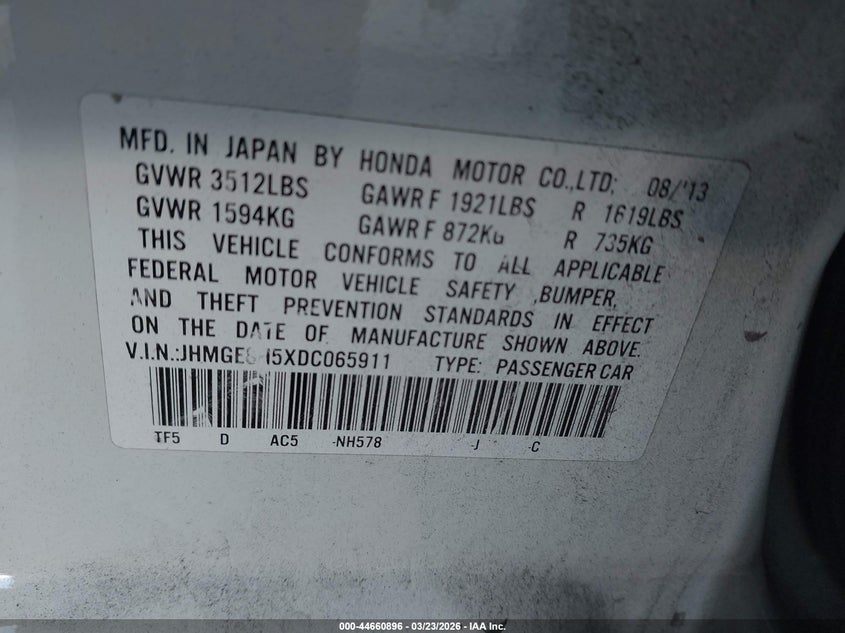 MFD. IN JAPAN BY HONDA MOTOR CO.,LTD; 08/'13
GVWR 3512LBS GAWR F 1921LBS R 1619LBS
GVWR 1594KG GAWR F 872KG R 735KG
THIS VEHICLE CONFORMS TO ALL APPLICABLE
FEDERAL MOTOR VEHICLE SAFETY ,BUMPER,
AND THEFT PREVENTION STANDARDS IN EFFECT
ON THE DATE OF MANUFACTURE SHOWN ABOVE.
V.I.N.: TYPE: PASSENGER CAR
TF5 D AC5 -NH578 -J -C
000-44660896 - 03/23/2026 - IAA Inc.